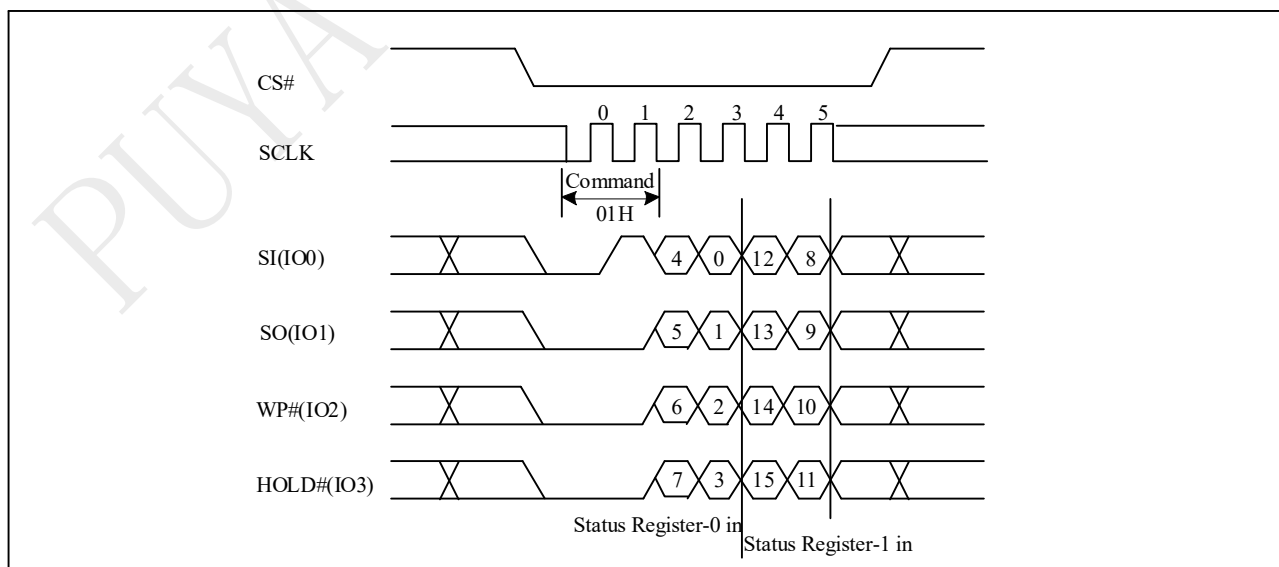 PUYA
CS#
0 1 2 3 4 5
SCLK
Command
01H
SI(IO0) 4 0 12 8
SO(IO1) 5 1 13 9
WP#(IO2) 6 2 14 10
HOLD#(IO3) 7 3 15 11
Status Register-0 in
Status Register-1 in